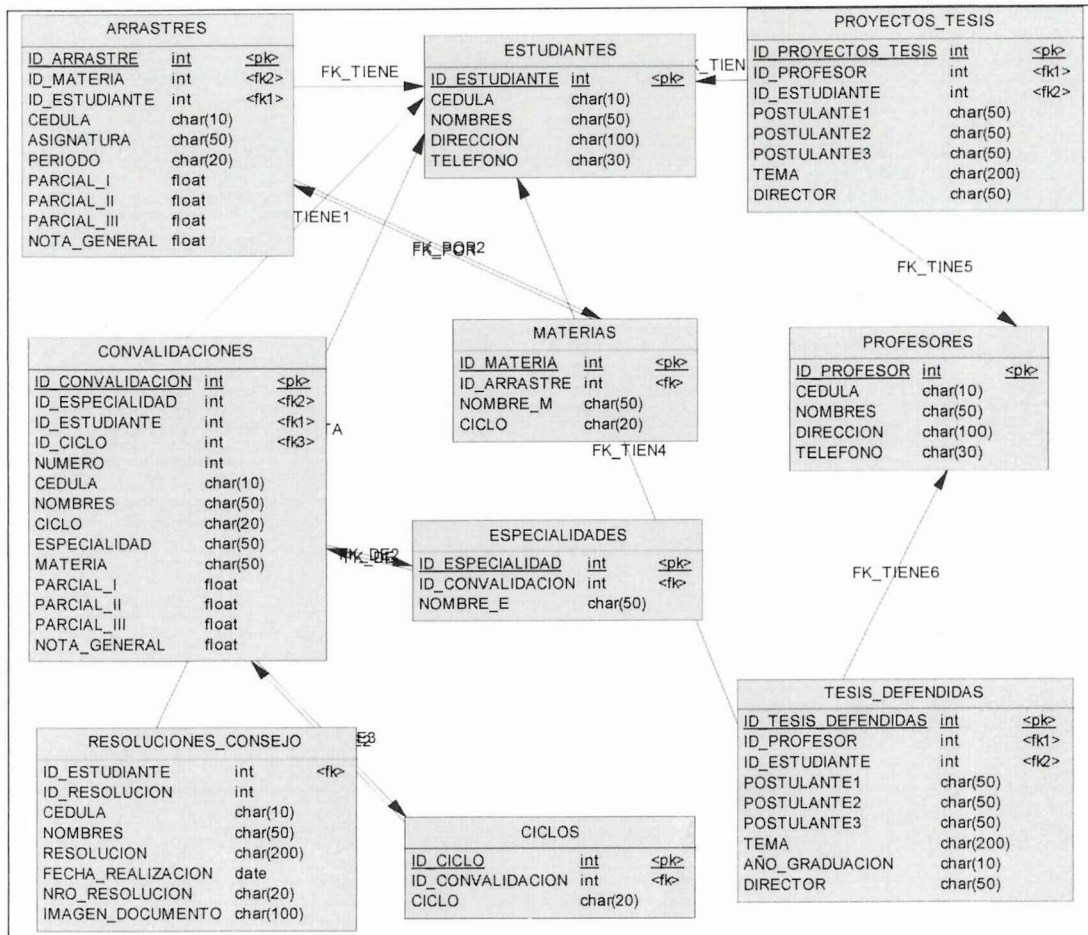 ARRASTRES
ID_ARRASTRE int <pk>
ID_MATERIA int <fk2>
ID_ESTUDIANTE int <fk1>
CEDULA char(10)
ASIGNATURA char(50)
PERIODO char(20)
PARCIAL_I float
PARCIAL_II float
PARCIAL_III float
NOTA_GENERAL float
FK_TIENE
ESTUDIANTES
ID_ESTUDIANTE int <pk>
CEDULA char(10)
NOMBRES char(50)
DIRECCION char(100)
TELEFONO char(30)
PROYECTOS_TESIS
ID_PROYECTOS_TESIS int <pk>
ID_PROFESOR int <fk1>
ID_ESTUDIANTE int <fk2>
POSTULANTE1 char(50)
POSTULANTE2 char(50)
POSTULANTE3 char(50)
TEMA char(200)
DIRECTOR char(50)
TIENE1
FK_TINE5
CONVALIDACIONES
ID_CONVALIDACION int <pk>
ID_ESPECIALIDAD int <fk2>
ID_ESTUDIANTE int <fk1>
ID_CICLO int <fk3>
NUMERO int
CEDULA char(10)
NOMBRES char(50)
CICLO char(20)
ESPECIALIDAD char(50)
MATERIA char(50)
PARCIAL_I float
PARCIAL_II float
PARCIAL_III float
NOTA_GENERAL float
TA
MATERIAS
ID_MATERIA int <pk>
ID_ARRASTRE int <fk>
NOMBRE_M char(50)
CICLO char(20)
FK_TIEN4
PROFESORES
ID_PROFESOR int <pk>
CEDULA char(10)
NOMBRES char(50)
DIRECCION char(100)
TELEFONO char(30)
ESPECIALIDADES
ID_ESPECIALIDAD int <pk>
ID_CONVALIDACION int <fk>
NOMBRE_E char(50)
FK_TIENE6
RESOLUCIONES_CONSEJO
ID_ESTUDIANTE int <fk>
ID_RESOLUCION int
CEDULA char(10)
NOMBRES char(50)
RESOLUCION char(200)
FECHA_REALIZACION date
NRO_RESOLUCION char(20)
IMAGEN_DOCUMENTO char(100)
CICLOS
ID_CICLO int <pk>
ID_CONVALIDACION int <fk>
CICLO char(20)
TESIS_DEFENDIDAS
ID_TESIS_DEFENDIDAS int <pk>
ID_PROFESOR int <fk1>
ID_ESTUDIANTE int <fk2>
POSTULANTE1 char(50)
POSTULANTE2 char(50)
POSTULANTE3 char(50)
TEMA char(200)
AÑO_GRADUACION char(10)
DIRECTOR char(50)